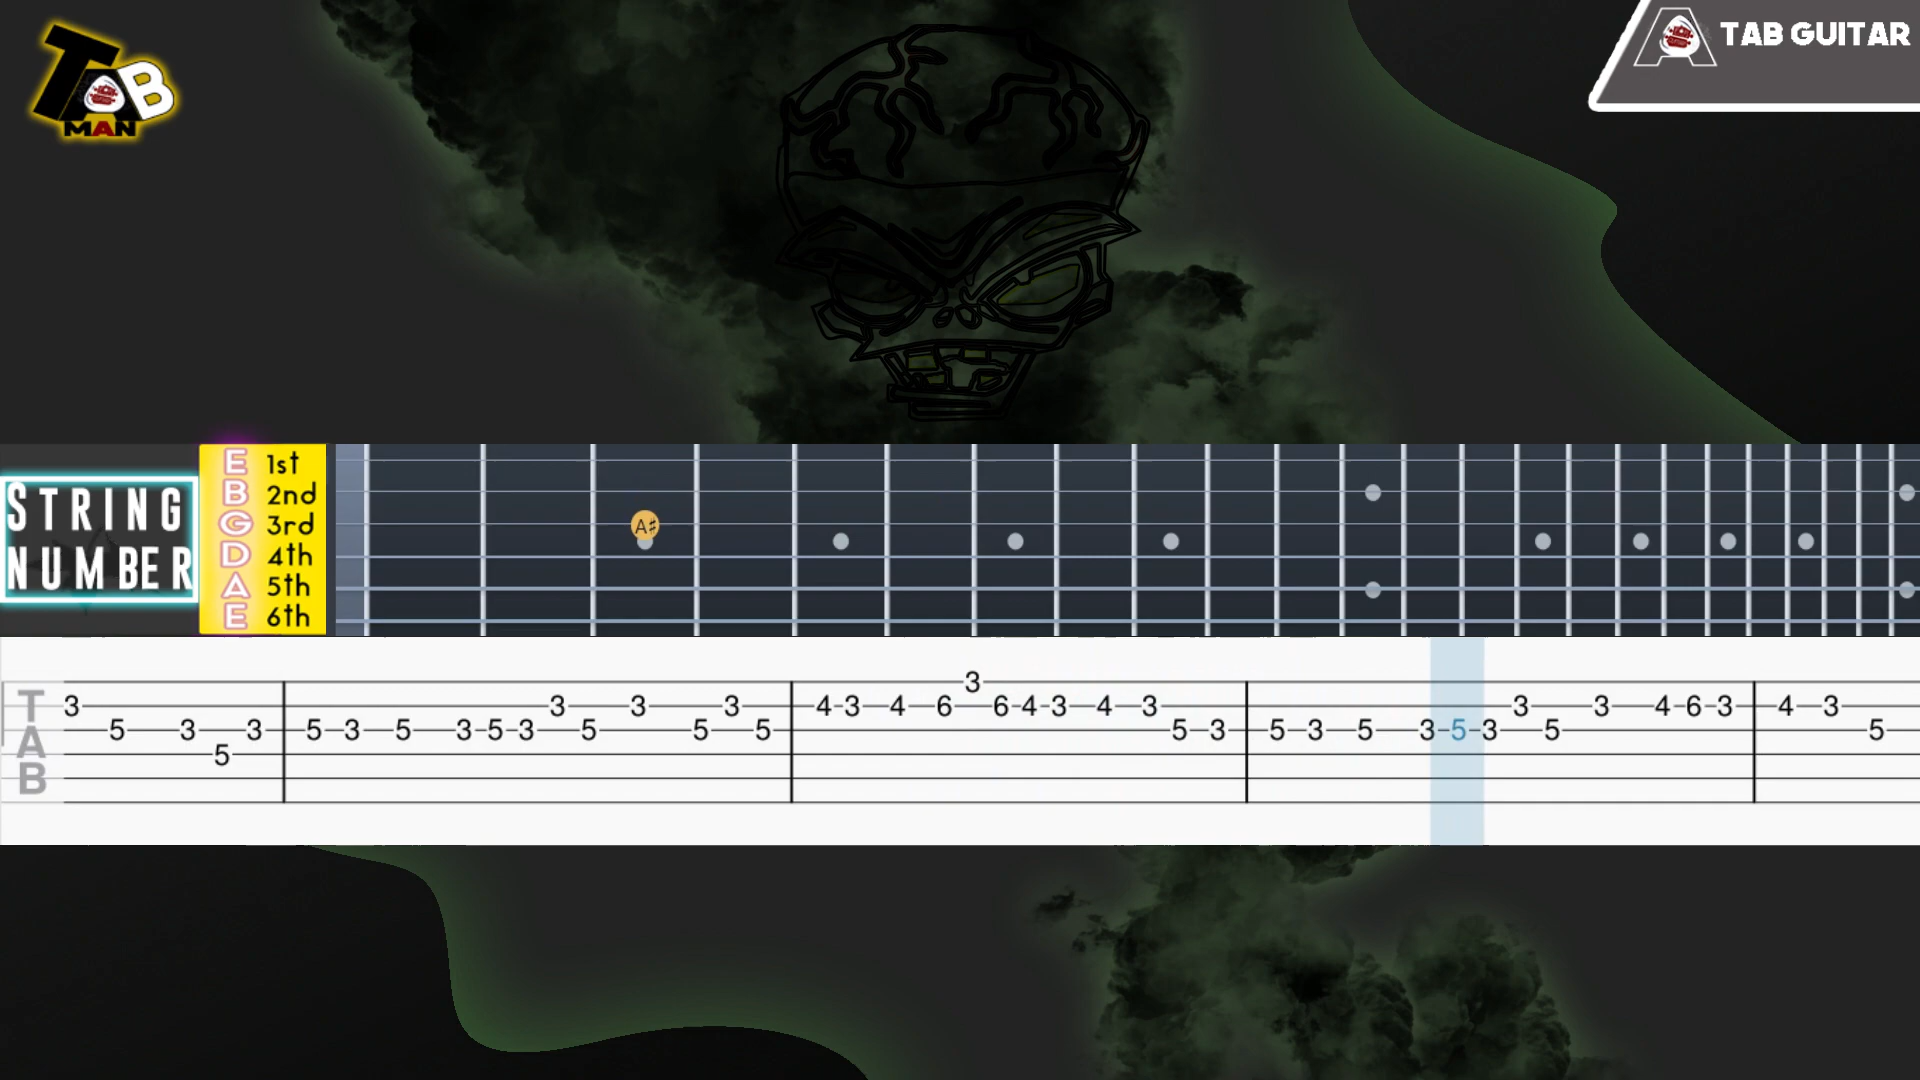 TAB
MAN
TAB GUITAR
STRING
NUMBER
E 1st
B 2nd
G 3rd
D 4th
A 5th
E 6th
A♯
T
A
B
3
3 3 3 3 4-3 4 6 6-4-3 4 3 3 3 4-6-3 4-3
5 3 3 5-3 5 3-5-3 5 5 5 5-3 5-3 5 3-5-3 5 5
5